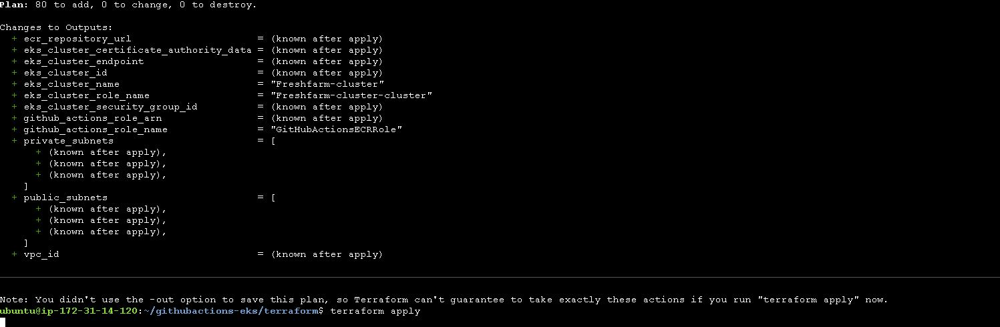 Plan: 80 to add, 0 to change, 0 to destroy.
Changes to Outputs:
+ ecr_repository_url = (known after apply)
+ eks_cluster_certificate_authority_data = (known after apply)
+ eks_cluster_endpoint = (known after apply)
+ eks_cluster_id = (known after apply)
+ eks_cluster_name = "Freshfarm-cluster"
+ eks_cluster_role_name = "Freshfarm-cluster-cluster"
+ eks_cluster_security_group_id = (known after apply)
+ github_actions_role_arn = (known after apply)
+ github_actions_role_name = "GitHubActionsECRRole"
+ private_subnets = [
+ (known after apply),
+ (known after apply),
+ (known after apply),
]
+ public_subnets = [
+ (known after apply),
+ (known after apply),
+ (known after apply),
]
+ vpc_id = (known after apply)
Note: You didn't use the -out option to save this plan, so Terraform can't guarantee to take exactly these actions if you run "terraform apply" now.
ubuntu@ip-172-31-14-120:~/githubactions-eks/terraform$ terraform apply